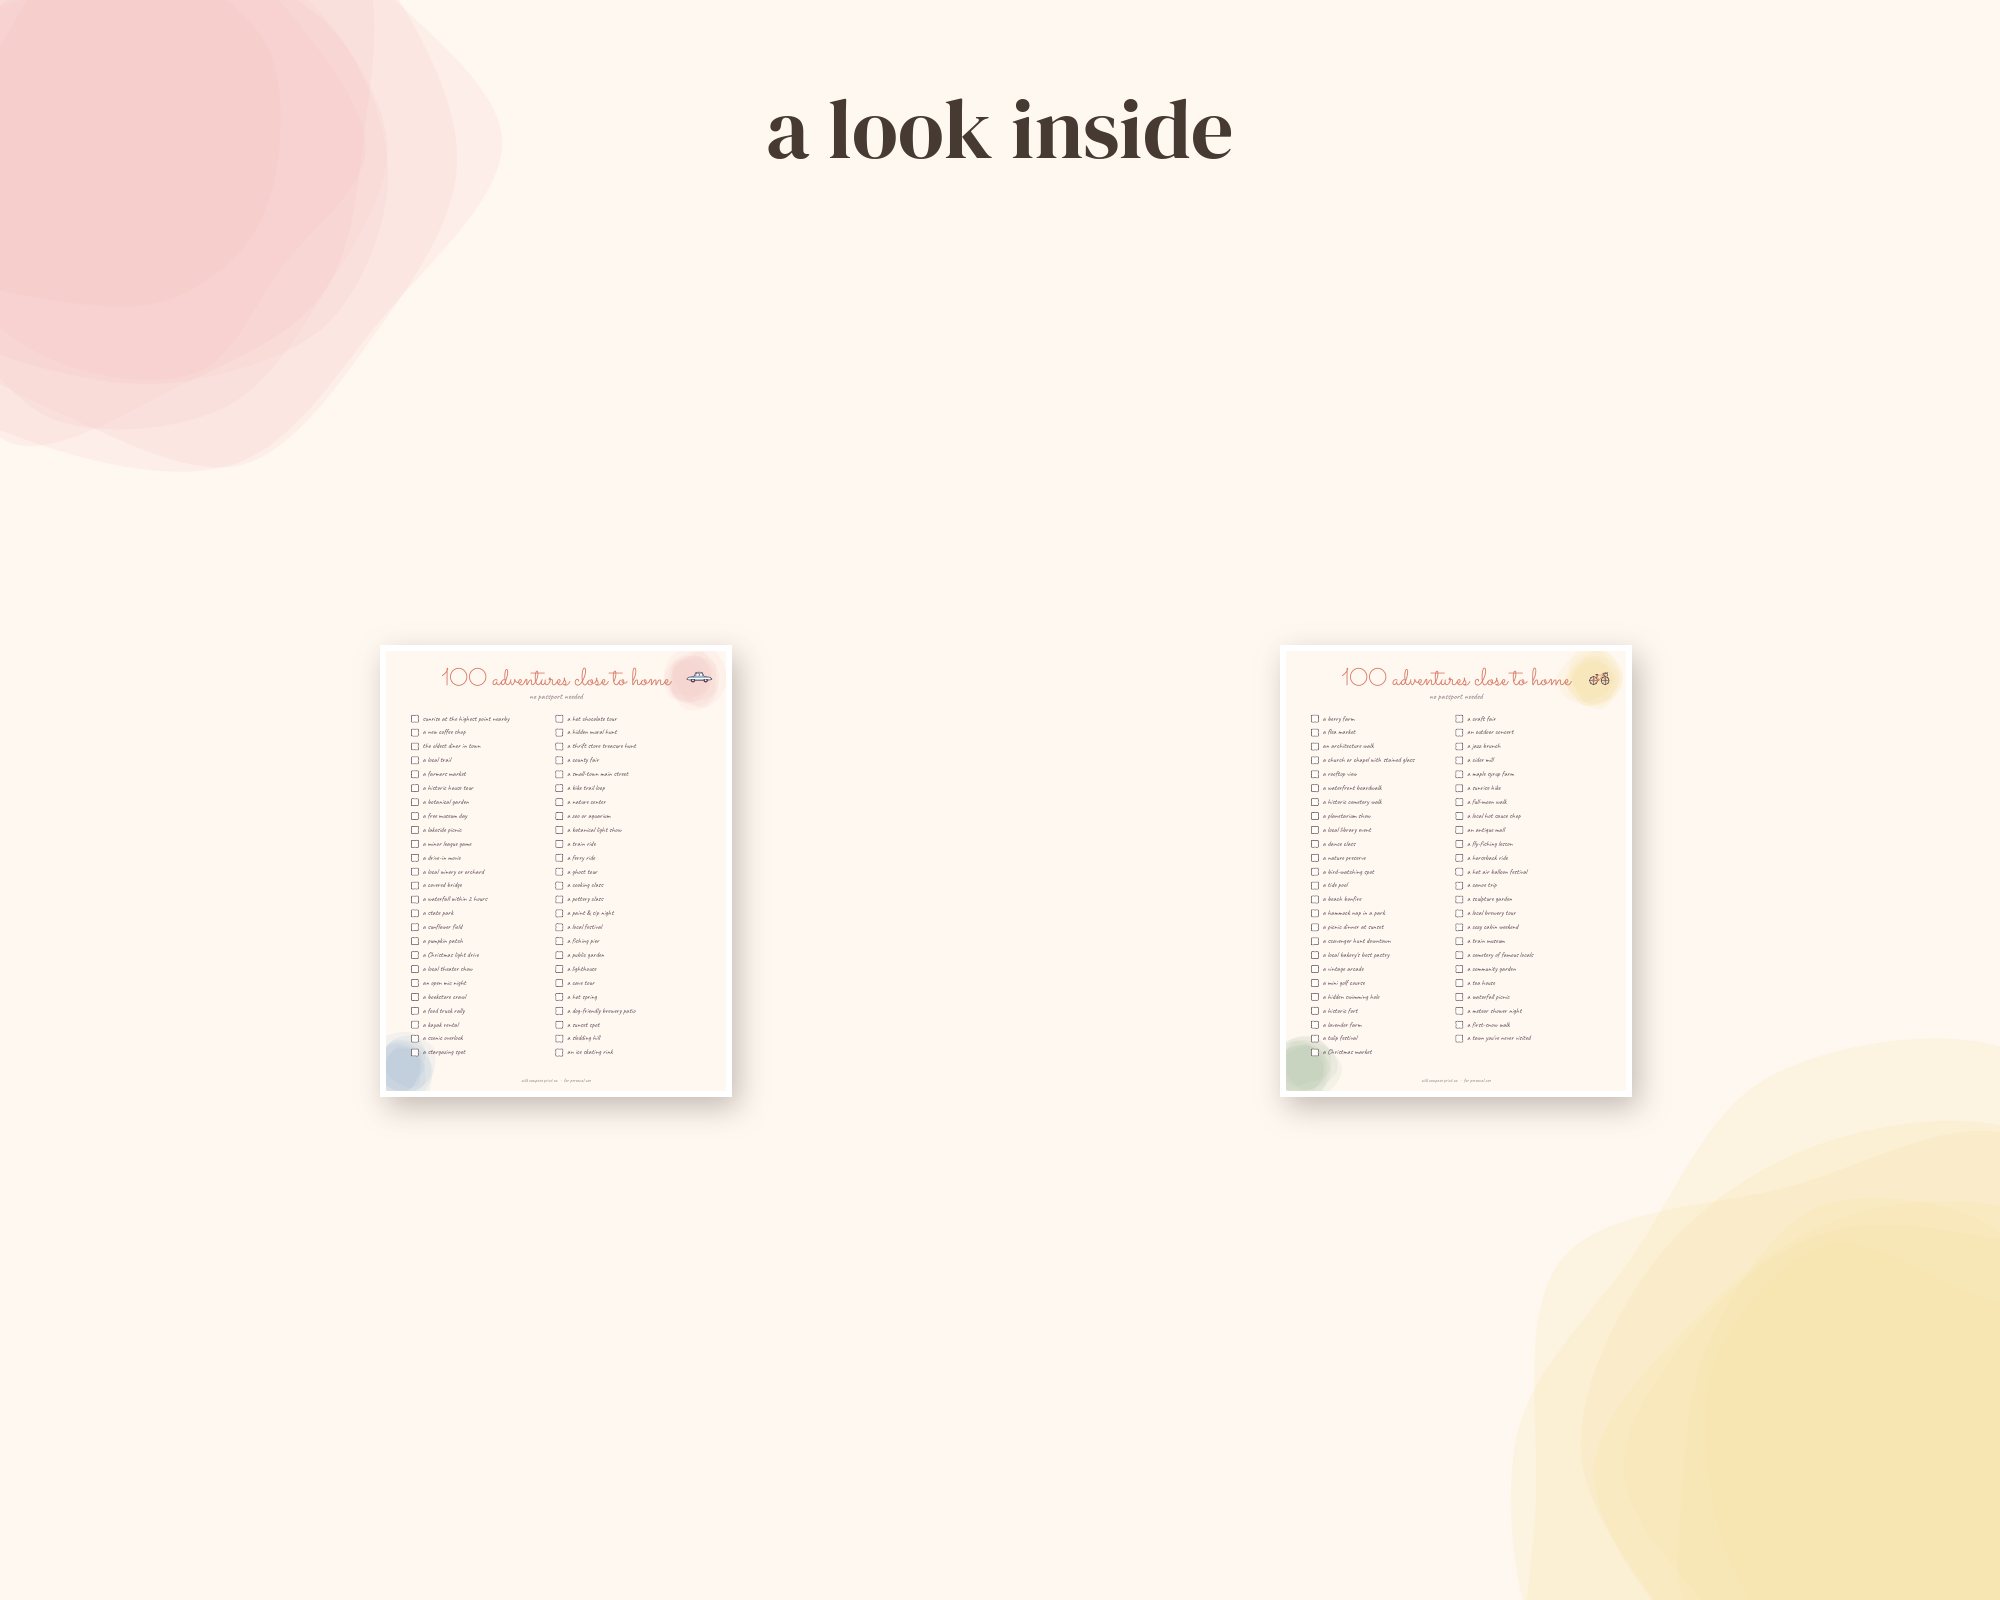 a look inside
100 adventures close to home
no passport needed
sunrise at the highest point nearby
a new coffee shop
the oldest diner in town
a local trail
a farmers market
a historic house tour
a botanical garden
a free museum day
a lakeside picnic
a minor league game
a drive-in movie
a local winery or orchard
a covered bridge
a waterfall within 2 hours
a state park
a sunflower field
a pumpkin patch
a Christmas light drive
a local theater show
an open mic night
a bookstore crawl
a food truck rally
a kayak rental
a scenic overlook
a stargazing spot
a hot chocolate tour
a hidden mural hunt
a thrift store treasure hunt
a county fair
a small-town main street
a bike trail loop
a nature center
a zoo or aquarium
a botanical light show
a train ride
a ferry ride
a ghost tour
a cooking class
a pottery class
a paint & sip night
a local festival
a fishing pier
a public garden
a lighthouse
a cave tour
a hot spring
a dog-friendly brewery patio
a sunset spot
a sledding hill
an ice skating rink
for personal use
100 adventures close to home
no passport needed
a berry farm
a flea market
an architecture walk
a church or chapel with stained glass
a rooftop view
a waterfront boardwalk
a historic cemetery walk
a planetarium show
a local library event
a dance class
a nature preserve
a bird-watching spot
a tide pool
a beach bonfire
a hammock nap in a park
a picnic dinner at sunset
a scavenger hunt downtown
a local bakery's best pastry
a vintage arcade
a mini golf course
a hidden swimming hole
a historic fort
a lavender farm
a tulip festival
a Christmas market
a craft fair
an outdoor concert
a jazz brunch
a cider mill
a maple syrup farm
a sunrise hike
a full-moon walk
a local hot sauce shop
an antique mall
a fly-fishing lesson
a horseback ride
a hot air balloon festival
a canoe trip
a sculpture garden
a local brewery tour
a cozy cabin weekend
a train museum
a cemetery of famous locals
a community garden
a tea house
a waterfall picnic
a meteor shower night
a first-snow walk
a town you've never visited
for personal use